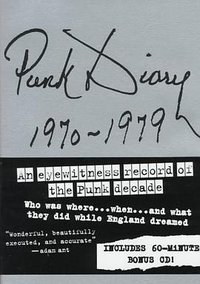 Punk Diary
1970-1979
An eyewitness record of
the Punk decade
Who was where...when...and what
they did while England dreamed
"Wonderful, beautifully
executed, and accurate"
—adam ant
INCLUDES 60-MINUTE
BONUS CD!